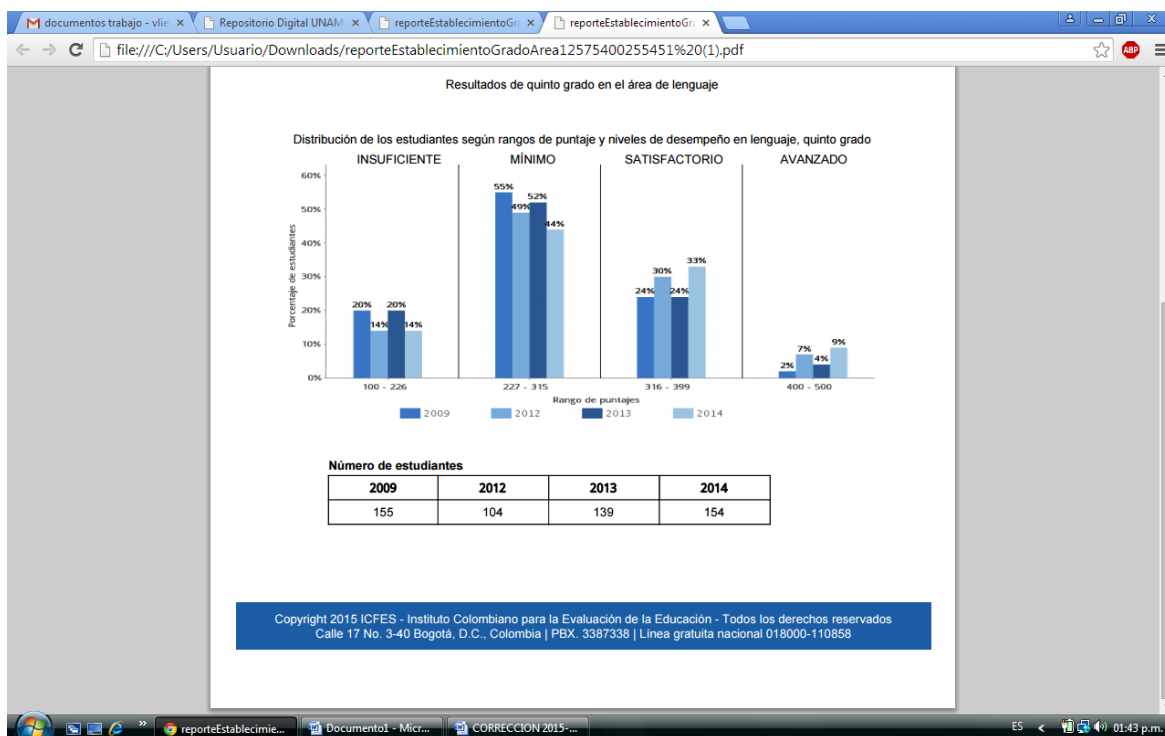 documentos trabajo - vlie
Repositorio Digital UNAM
reporteEstablecimientoGra
reporteEstablecimientoGra
file:///C:/Users/Usuario/Downloads/reporteEstablecimientoGradoArea12575400255451%20(1).pdf
ABP
Resultados de quinto grado en el área de lenguaje
Distribución de los estudiantes según rangos de puntaje y niveles de desempeño en lenguaje, quinto grado
INSUFICIENTE MÍNIMO SATISFACTORIO AVANZADO
Porcentaje de estudiantes
60%
50%
40%
30%
20%
10%
0%
20% 14% 20% 14%
55% 49% 52% 44%
24% 30% 24% 33%
2% 7% 4% 9%
100 - 226 227 - 315 316 - 399 400 - 500
Rango de puntajes
2009 2012 2013 2014
Número de estudiantes
2009 2012 2013 2014
155 104 139 154
Copyright 2015 ICFES - Instituto Colombiano para la Evaluación de la Educación - Todos los derechos reservados
Calle 17 No. 3-40 Bogotá, D.C., Colombia | PBX. 3387338 | Línea gratuita nacional 018000-110858
reporteEstablecimie... Documento1 - Micr... CORRECCION 2015-... ES 01:43 p.m.